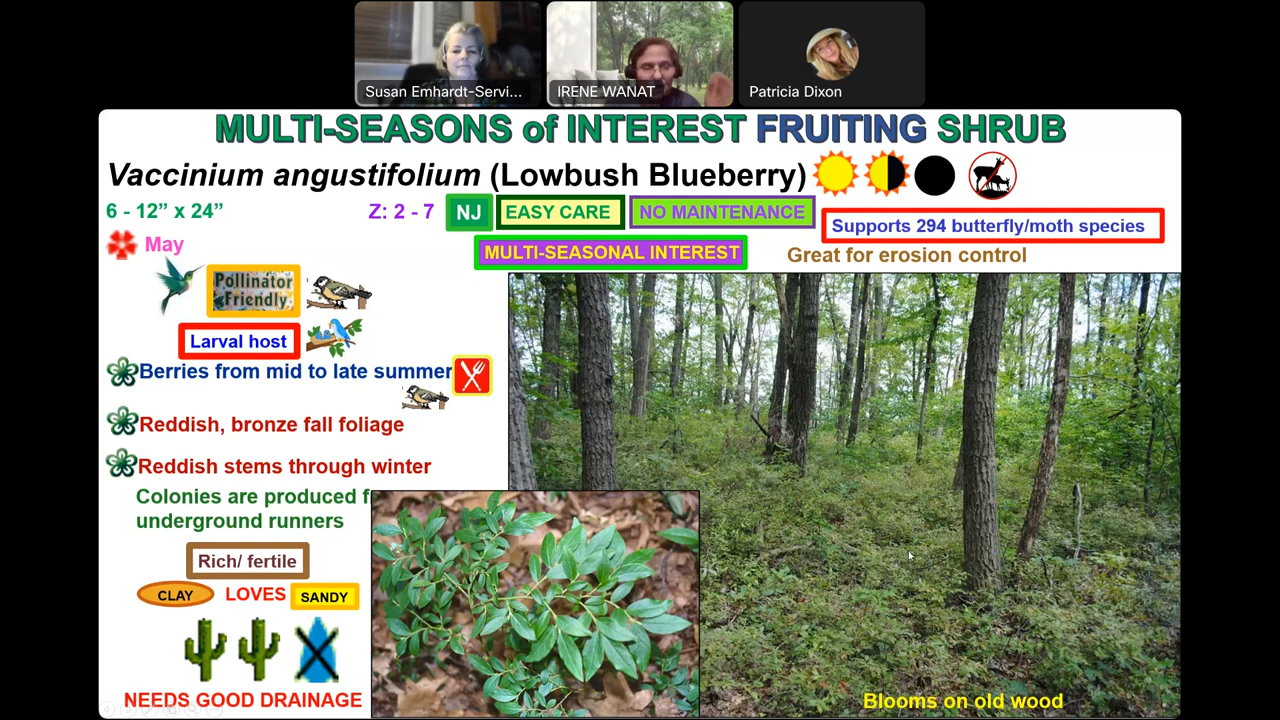 Susan Emhardt-Servi...
IRENE WANAT
Patricia Dixon
MULTI-SEASONS of INTEREST FRUITING SHRUB
Vaccinium angustifolium (Lowbush Blueberry)
6 - 12” x 24”
Z: 2 - 7
NJ
EASY CARE
NO MAINTENANCE
Supports 294 butterfly/moth species
May
MULTI-SEASONAL INTEREST
Great for erosion control
Pollinator
Friendly
Larval host
Berries from mid to late summer
Reddish, bronze fall foliage
Reddish stems through winter
Colonies are produced f
underground runners
Rich/ fertile
CLAY
LOVES
SANDY
NEEDS GOOD DRAINAGE
Blooms on old wood